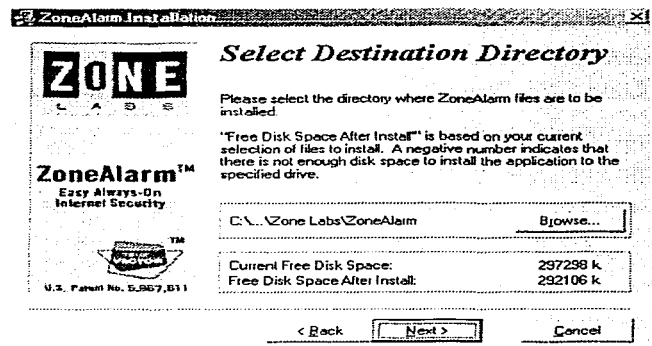 ZoneAlarm Installation
ZONE
LABS
ZoneAlarm™
Easy Always-On
Internet Security
TM
U.S. Patent No. 5,987,611
Select Destination Directory
Please select the directory where ZoneAlarm files are to be
installed.
"Free Disk Space After Install" is based on your current
selection of files to install. A negative number indicates that
there is not enough disk space to install the application to the
specified drive.
C:\...\Zone Labs\ZoneAlarm
Browse...
Current Free Disk Space: 297298 k
Free Disk Space After Install: 292106 k
< Back
Next >
Cancel